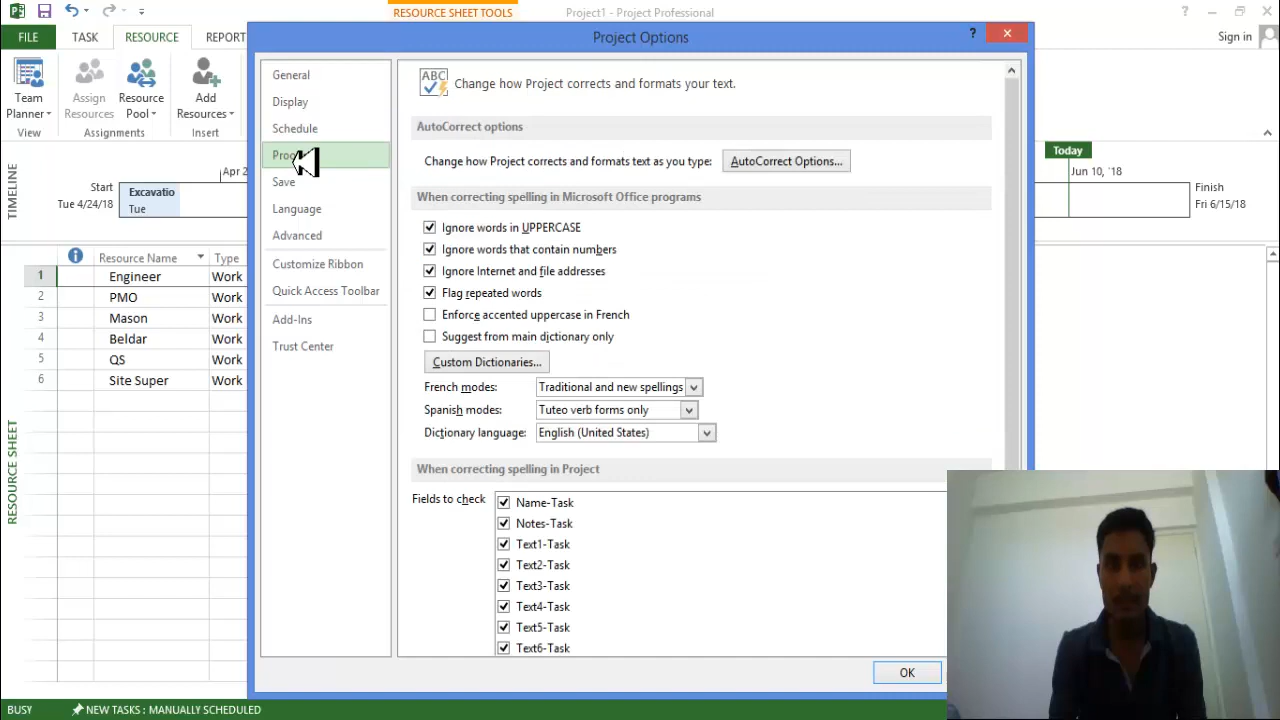 RESOURCE SHEET TOOLS
Project1 - Project Professional
FILE
TASK
RESOURCE
REPORT
Sign in
Team Planner
Assign Resources
Resource Pool
Add Resources
View
Assignments
Insert
TIMELINE
Start
Tue 4/24/18
Apr 2
Excavatio
Tue
Today
Jun 10, '18
Finish
Fri 6/15/18
RESOURCE SHEET
Resource Name
Type
1 Engineer Work
2 PMO Work
3 Mason Work
4 Beldar Work
5 QS Work
6 Site Super Work
Project Options
General
Display
Schedule
Save
Language
Advanced
Customize Ribbon
Quick Access Toolbar
Add-Ins
Trust Center
ABC
Change how Project corrects and formats your text.
AutoCorrect options
Change how Project corrects and formats text as you type:
AutoCorrect Options...
When correcting spelling in Microsoft Office programs
Ignore words in UPPERCASE
Ignore words that contain numbers
Ignore Internet and file addresses
Flag repeated words
Enforce accented uppercase in French
Suggest from main dictionary only
Custom Dictionaries...
French modes: Traditional and new spellings
Spanish modes: Tuteo verb forms only
Dictionary language: English (United States)
When correcting spelling in Project
Fields to check
Name-Task
Notes-Task
Text1-Task
Text2-Task
Text3-Task
Text4-Task
Text5-Task
Text6-Task
OK
BUSY
NEW TASKS : MANUALLY SCHEDULED